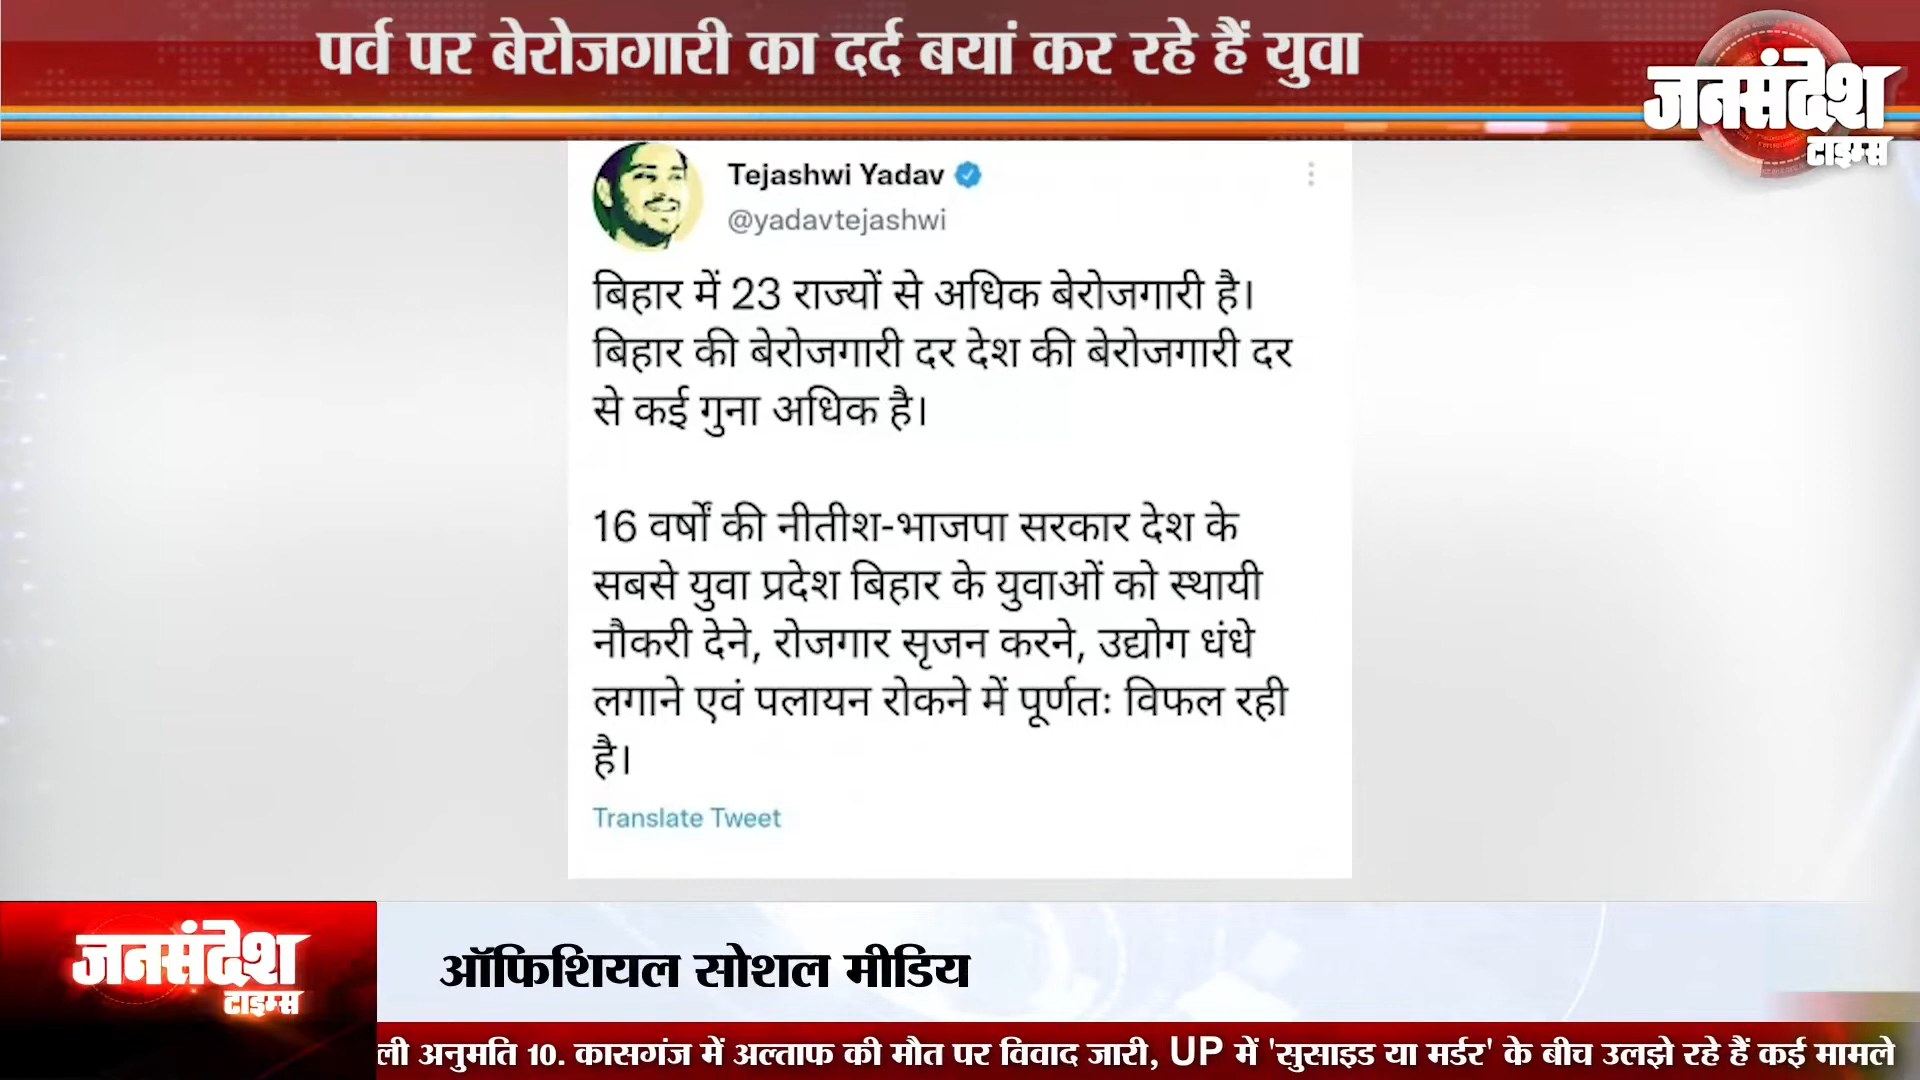 पर्व पर बेरोजगारी का दर्द बयां कर रहे हैं युवा
जनसंदेश
टाइम्स
Tejashwi Yadav
@yadavtejashwi
बिहार में 23 राज्यों से अधिक बेरोजगारी है।
बिहार की बेरोजगारी दर देश की बेरोजगारी दर
से कई गुना अधिक है।
16 वर्षों की नीतीश-भाजपा सरकार देश के
सबसे युवा प्रदेश बिहार के युवाओं को स्थायी
नौकरी देने, रोजगार सृजन करने, उद्योग धंधे
लगाने एवं पलायन रोकने में पूर्णतः विफल रही
है।
Translate Tweet
जनसंदेश
टाइम्स
ऑफिशियल सोशल मीडिय
ली अनुमति 10. कासगंज में अल्ताफ की मौत पर विवाद जारी, UP में 'सुसाइड या मर्डर' के बीच उलझे रहे हैं कई मामले